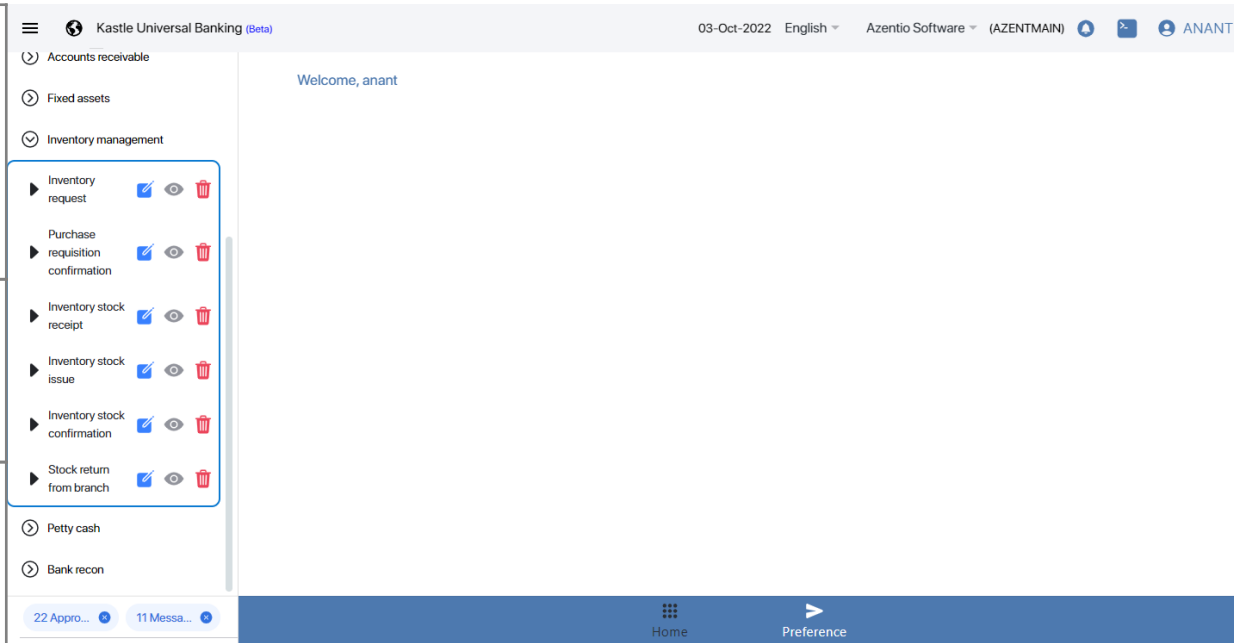 Kastle Universal Banking (Beta)
03-Oct-2022 English Azentio Software (AZENTMAIN) ANANT
Accounts receivable
Welcome, anant
Fixed assets
Inventory management
Inventory
request
Purchase
requisition
confirmation
Inventory stock
receipt
Inventory stock
issue
Inventory stock
confirmation
Stock return
from branch
Petty cash
Bank recon
22 Appro... 11 Messa...
Home Preference